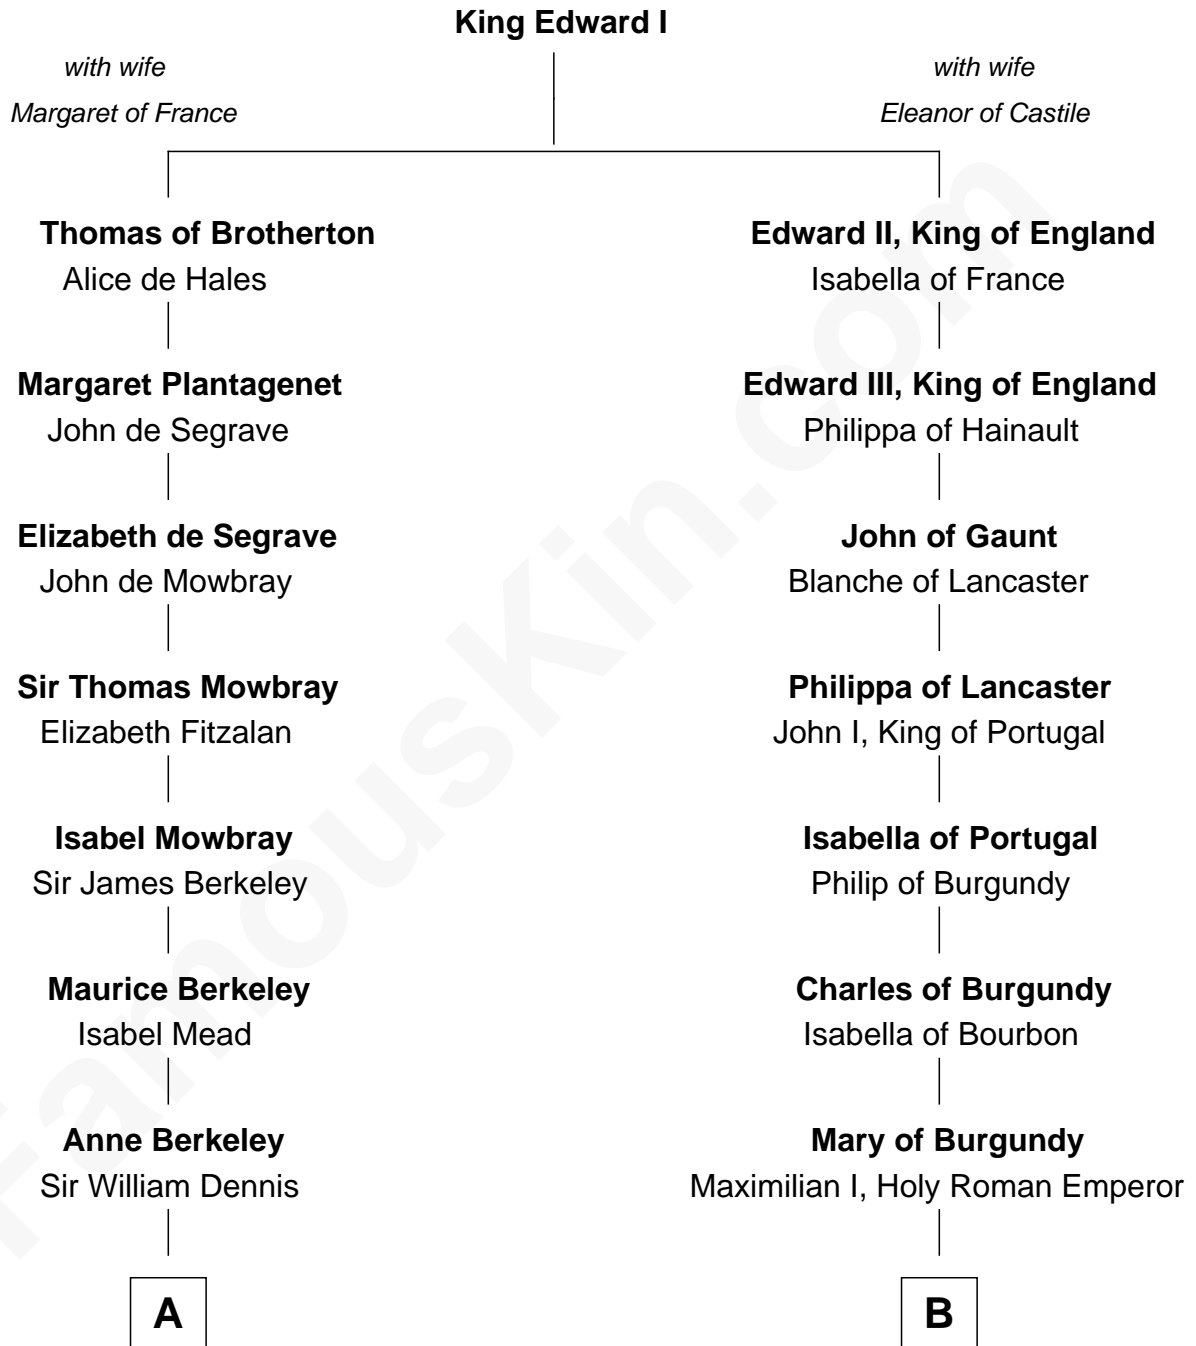 King Edward I
with wife
Margaret of France
with wife
Eleanor of Castile
Thomas of Brotherton
Alice de Hales
Edward II, King of England
Isabella of France
Margaret Plantagenet
John de Segrave
Edward III, King of England
Philippa of Hainault
Elizabeth de Segrave
John de Mowbray
John of Gaunt
Blanche of Lancaster
Sir Thomas Mowbray
Elizabeth Fitzalan
Philippa of Lancaster
John I, King of Portugal
Isabel Mowbray
Sir James Berkeley
Isabella of Portugal
Philip of Burgundy
Maurice Berkeley
Isabel Mead
Charles of Burgundy
Isabella of Bourbon
Anne Berkeley
Sir William Dennis
Mary of Burgundy
Maximilian I, Holy Roman Emperor
A
B
FamousKin.com